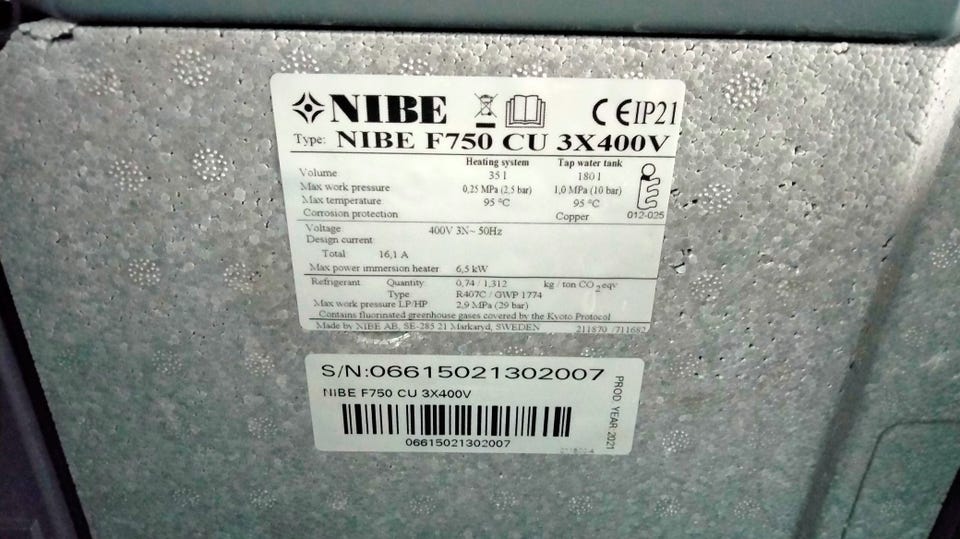 NIBE CE IP21
Type: NIBE F750 CU 3X400V
Heating system Tap water tank
Volume 35 l 180 l
Max work pressure 0,25 MPa (2,5 bar) 1,0 MPa (10 bar)
Max temperature 95 °C 95 °C
Corrosion protection Copper 012-025
Voltage 400V 3N~ 50Hz
Design current
Total 16,1 A
Max power immersion heater 6,5 kW
Refrigerant Quantity 0,74 / 1,312 kg / ton CO2 eqv
Type R407C / GWP 1774
Max work pressure LP/HP 2,9 MPa (29 bar)
Contains fluorinated greenhouse gases covered by the Kyoto Protocol
Made by NIBE AB, SE-285 21 Markaryd, SWEDEN 211870 /711682
S/N:06615021302007
NIBE F750 CU 3X400V
06615021302007
PROD YEAR 2021